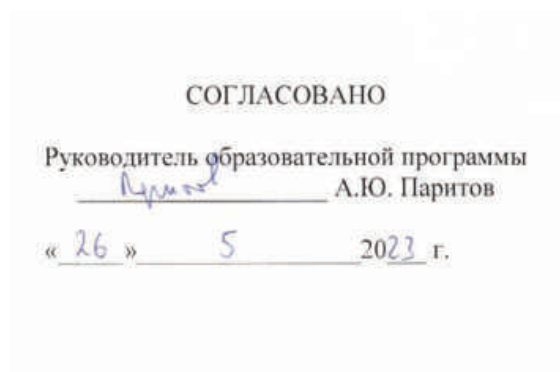 СОГЛАСОВАНО
Руководитель образовательной программы
А.Ю. Паритов
« 26 » 5 2023 г.